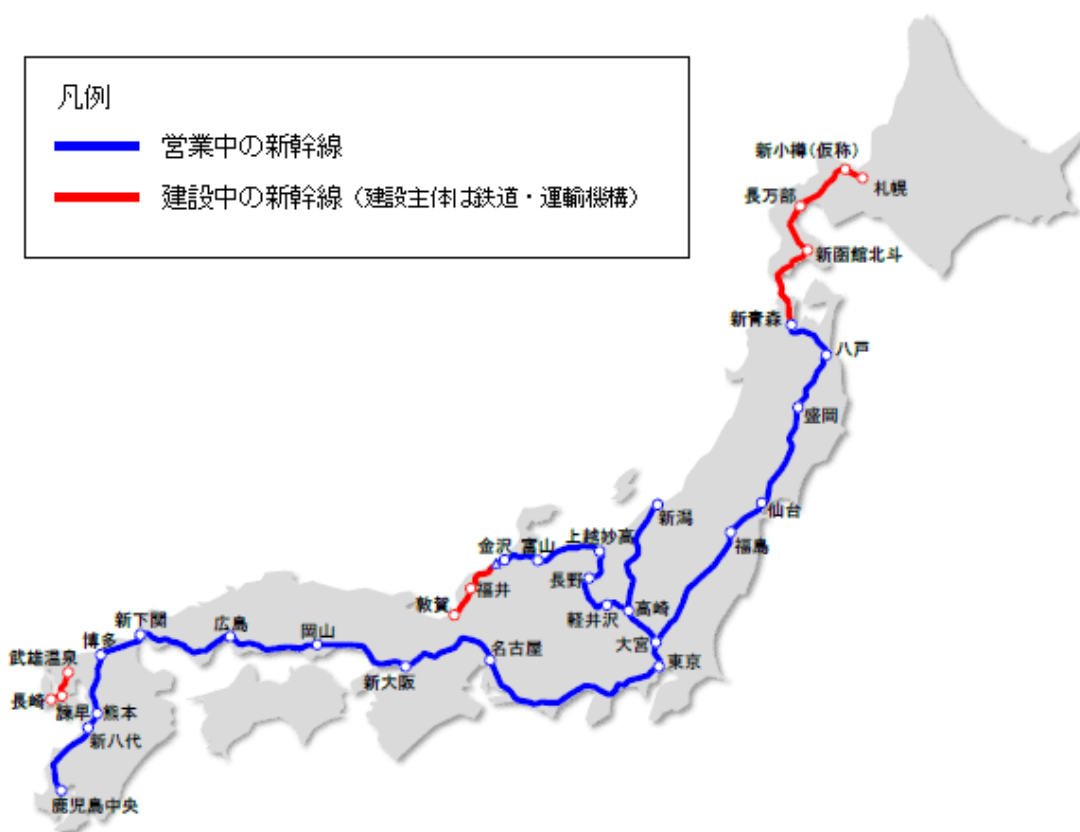 凡例
営業中の新幹線
建設中の新幹線（建設主体は鉄道・運輸機構）
新小樽(仮称)
札幌
長万部
新函館北斗
新青森
八戸
盛岡
仙台
新潟
福島
上越妙高
金沢
富山
長野
福井
敦賀
軽井沢
高崎
大宮
東京
名古屋
新大阪
岡山
広島
新下関
博多
武雄温泉
長崎
諫早
熊本
新八代
鹿児島中央